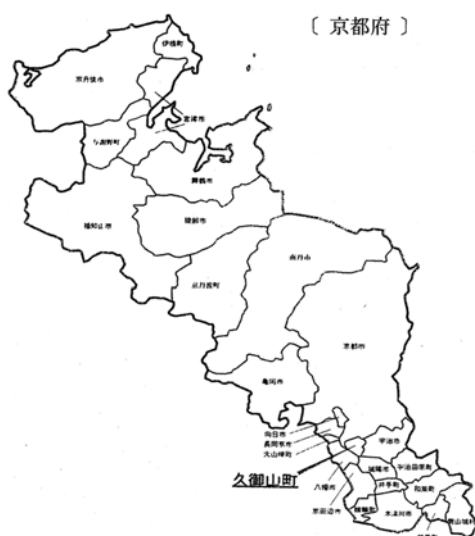 〔 京都府 〕
伊根町
京丹後市
宮津市
与謝野町
舞鶴市
福知山市
綾部市
京丹波町
南丹市
京都市
亀岡市
向日市
長岡京市
大山崎町
宇治市
久御山町
城陽市
宇治田原町
八幡市
井手町
和束町
京田辺市
精華町
木津川市
南山城村